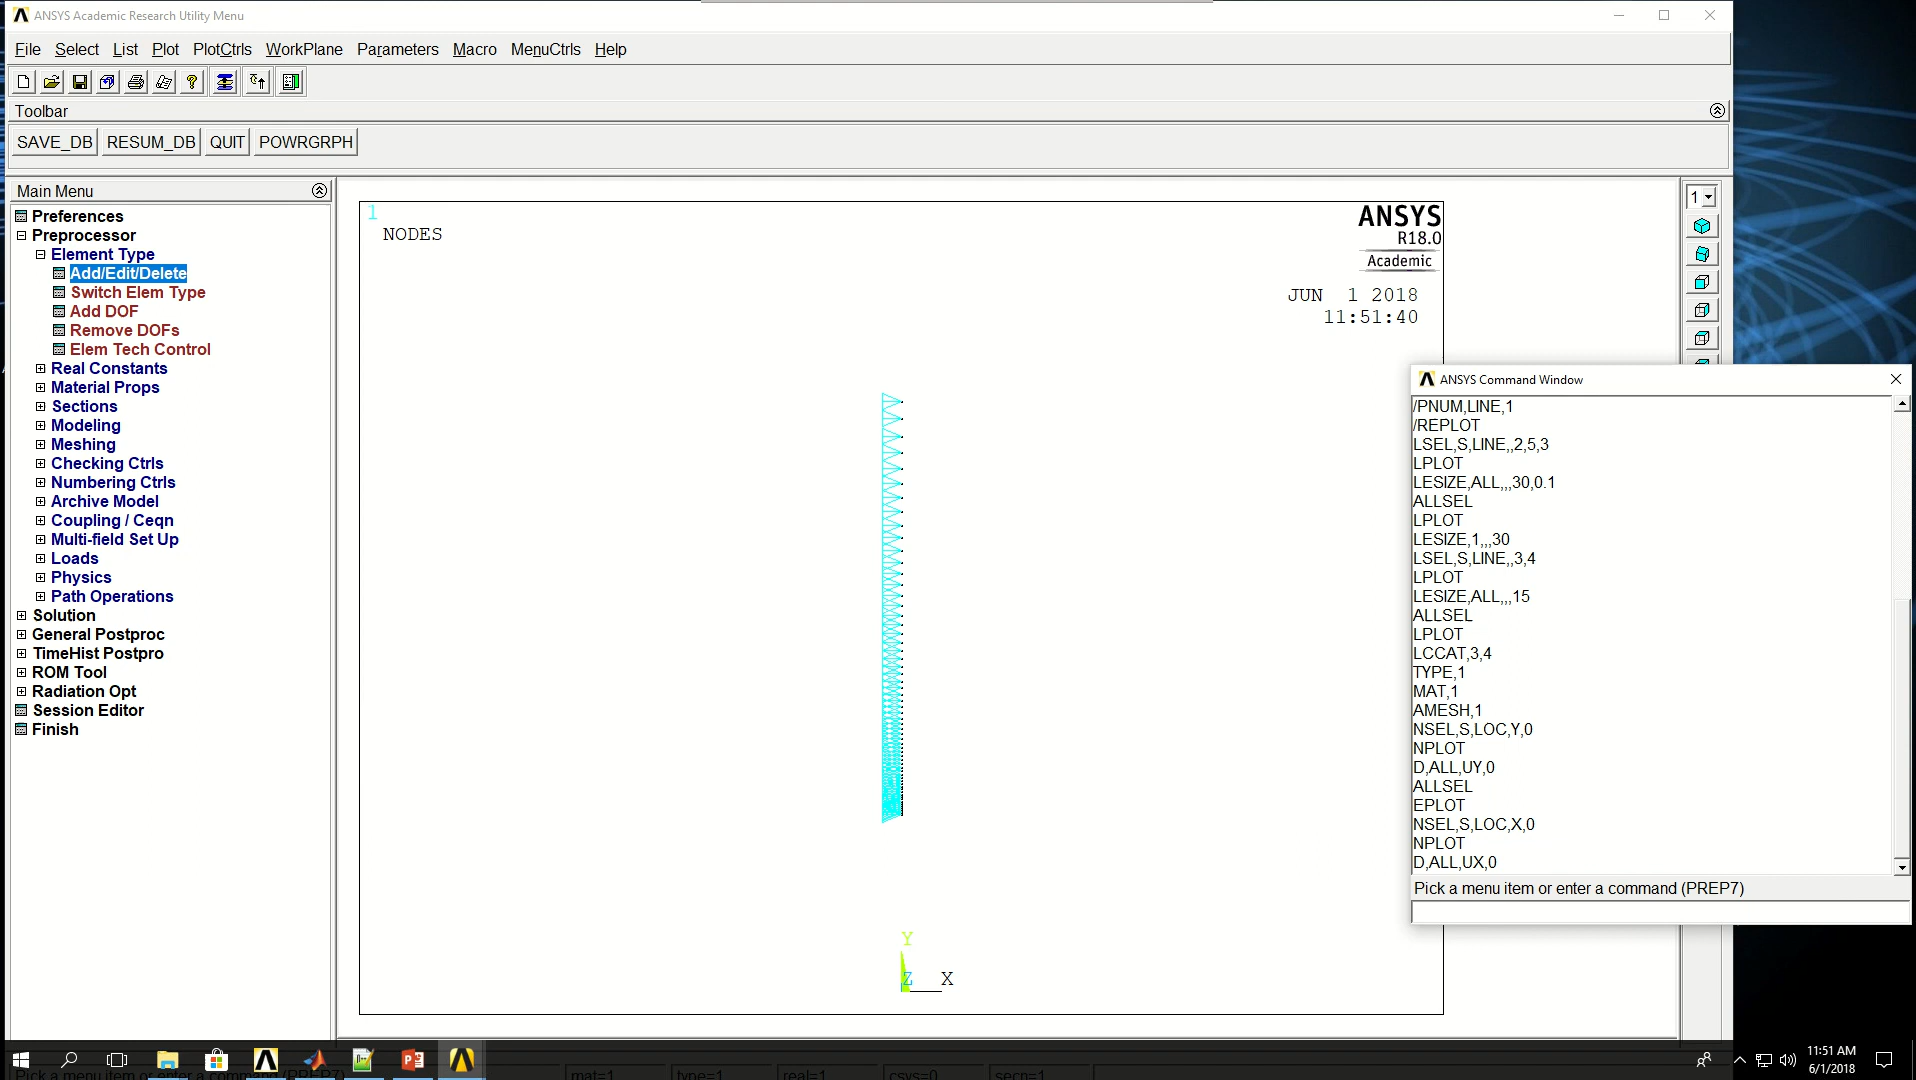 ANSYS Academic Research Utility Menu
File Select List Plot PlotCtrls WorkPlane Parameters Macro MenuCtrls Help
Toolbar
SAVE_DB RESUM_DB QUIT POWRGRPH
Main Menu
Preferences
Preprocessor
Element Type
Add/Edit/Delete
Switch Elem Type
Add DOF
Remove DOFs
Elem Tech Control
Real Constants
Material Props
Sections
Modeling
Meshing
Checking Ctrls
Numbering Ctrls
Archive Model
Coupling / Ceqn
Multi-field Set Up
Loads
Physics
Path Operations
Solution
General Postproc
TimeHist Postpro
ROM Tool
Radiation Opt
Session Editor
Finish
1
NODES
ANSYS
R18.0
Academic
JUN 1 2018
11:51:40
Y
Z X
1
ANSYS Command Window
/PNUM,LINE,1
/REPLOT
LSEL,S,LINE,,2,5,3
LPLOT
LESIZE,ALL,,,30,0.1
ALLSEL
LPLOT
LESIZE,1,,,30
LSEL,S,LINE,,3,4
LPLOT
LESIZE,ALL,,,15
ALLSEL
LPLOT
LCCAT,3,4
TYPE,1
MAT,1
AMESH,1
NSEL,S,LOC,Y,0
NPLOT
D,ALL,UY,0
ALLSEL
EPLOT
NSEL,S,LOC,X,0
NPLOT
D,ALL,UX,0
Pick a menu item or enter a command (PREP7)
Pick a menu item or enter a command (PREP7) mat=1 type=1 real=1 csys=0 secn=1
11:51 AM
6/1/2018